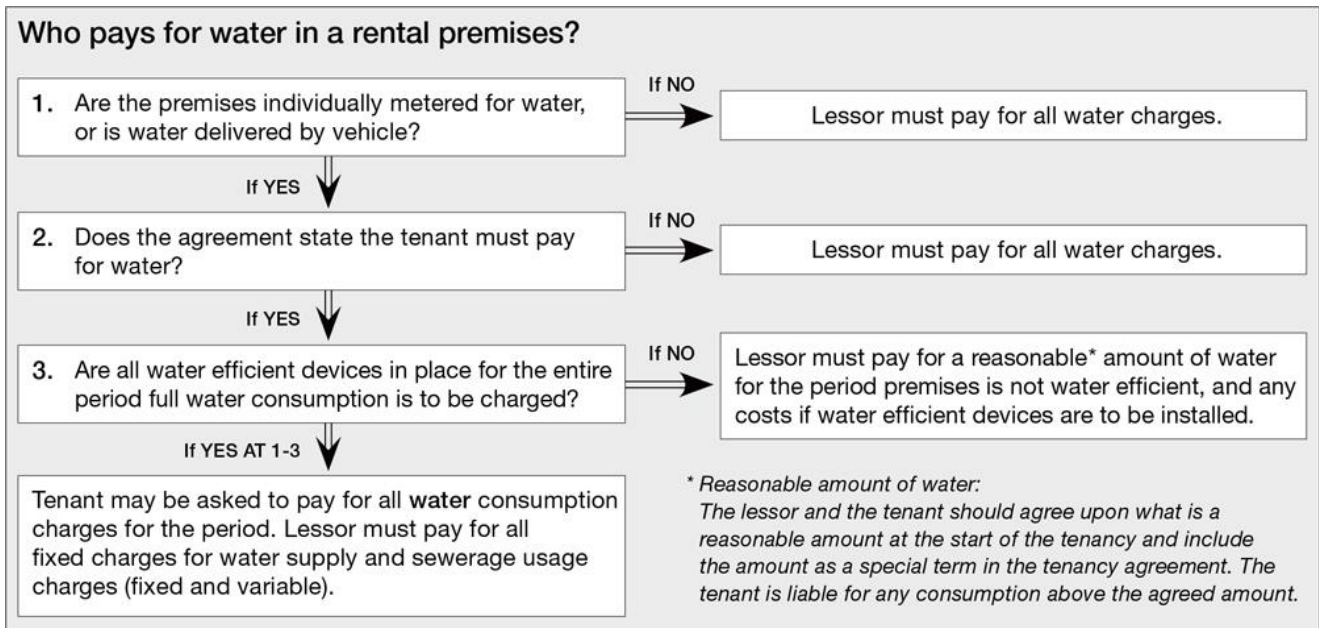 Who pays for water in a rental premises?
1. Are the premises individually metered for water,
or is water delivered by vehicle?
If NO
Lessor must pay for all water charges.
If YES
2. Does the agreement state the tenant must pay
for water?
If NO
Lessor must pay for all water charges.
If YES
3. Are all water efficient devices in place for the entire
period full water consumption is to be charged?
If NO
Lessor must pay for a reasonable* amount of water
for the period premises is not water efficient, and any
costs if water efficient devices are to be installed.
If YES AT 1-3
Tenant may be asked to pay for all water consumption
charges for the period. Lessor must pay for all
fixed charges for water supply and sewerage usage
charges (fixed and variable).
* Reasonable amount of water:
The lessor and the tenant should agree upon what is a
reasonable amount at the start of the tenancy and include
the amount as a special term in the tenancy agreement. The
tenant is liable for any consumption above the agreed amount.